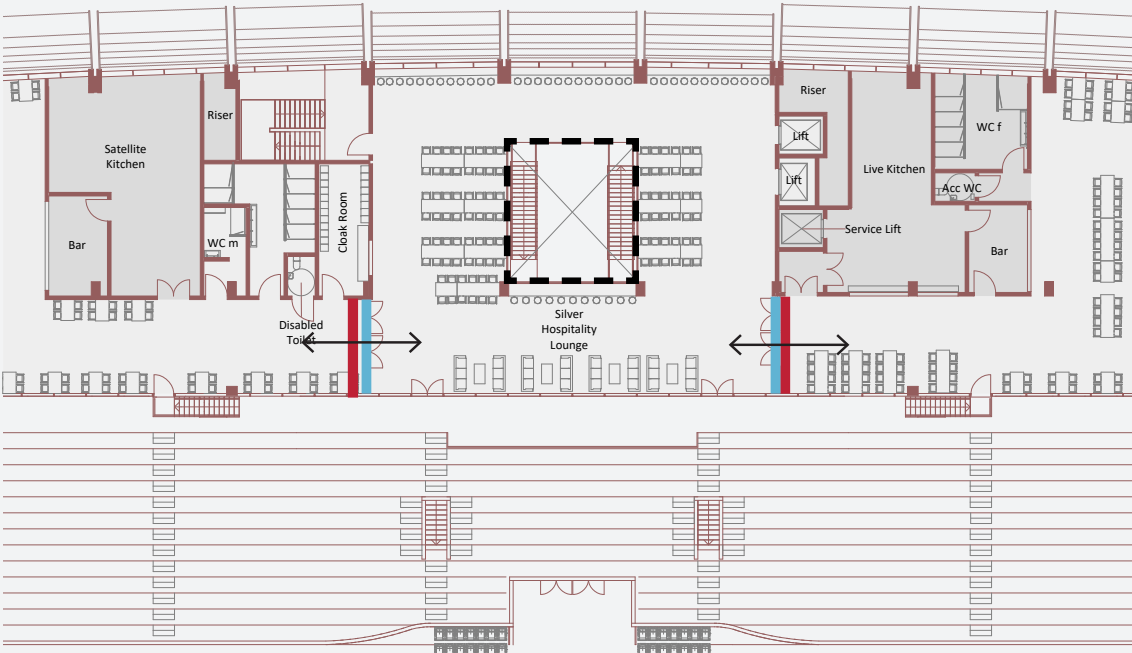 Riser
Satellite
Kitchen
Bar
WC m
Cloak Room
Disabled
Toilet
Silver
Hospitality
Lounge
Riser
Lift
Lift
Live Kitchen
Service Lift
WC f
Acc WC
Bar